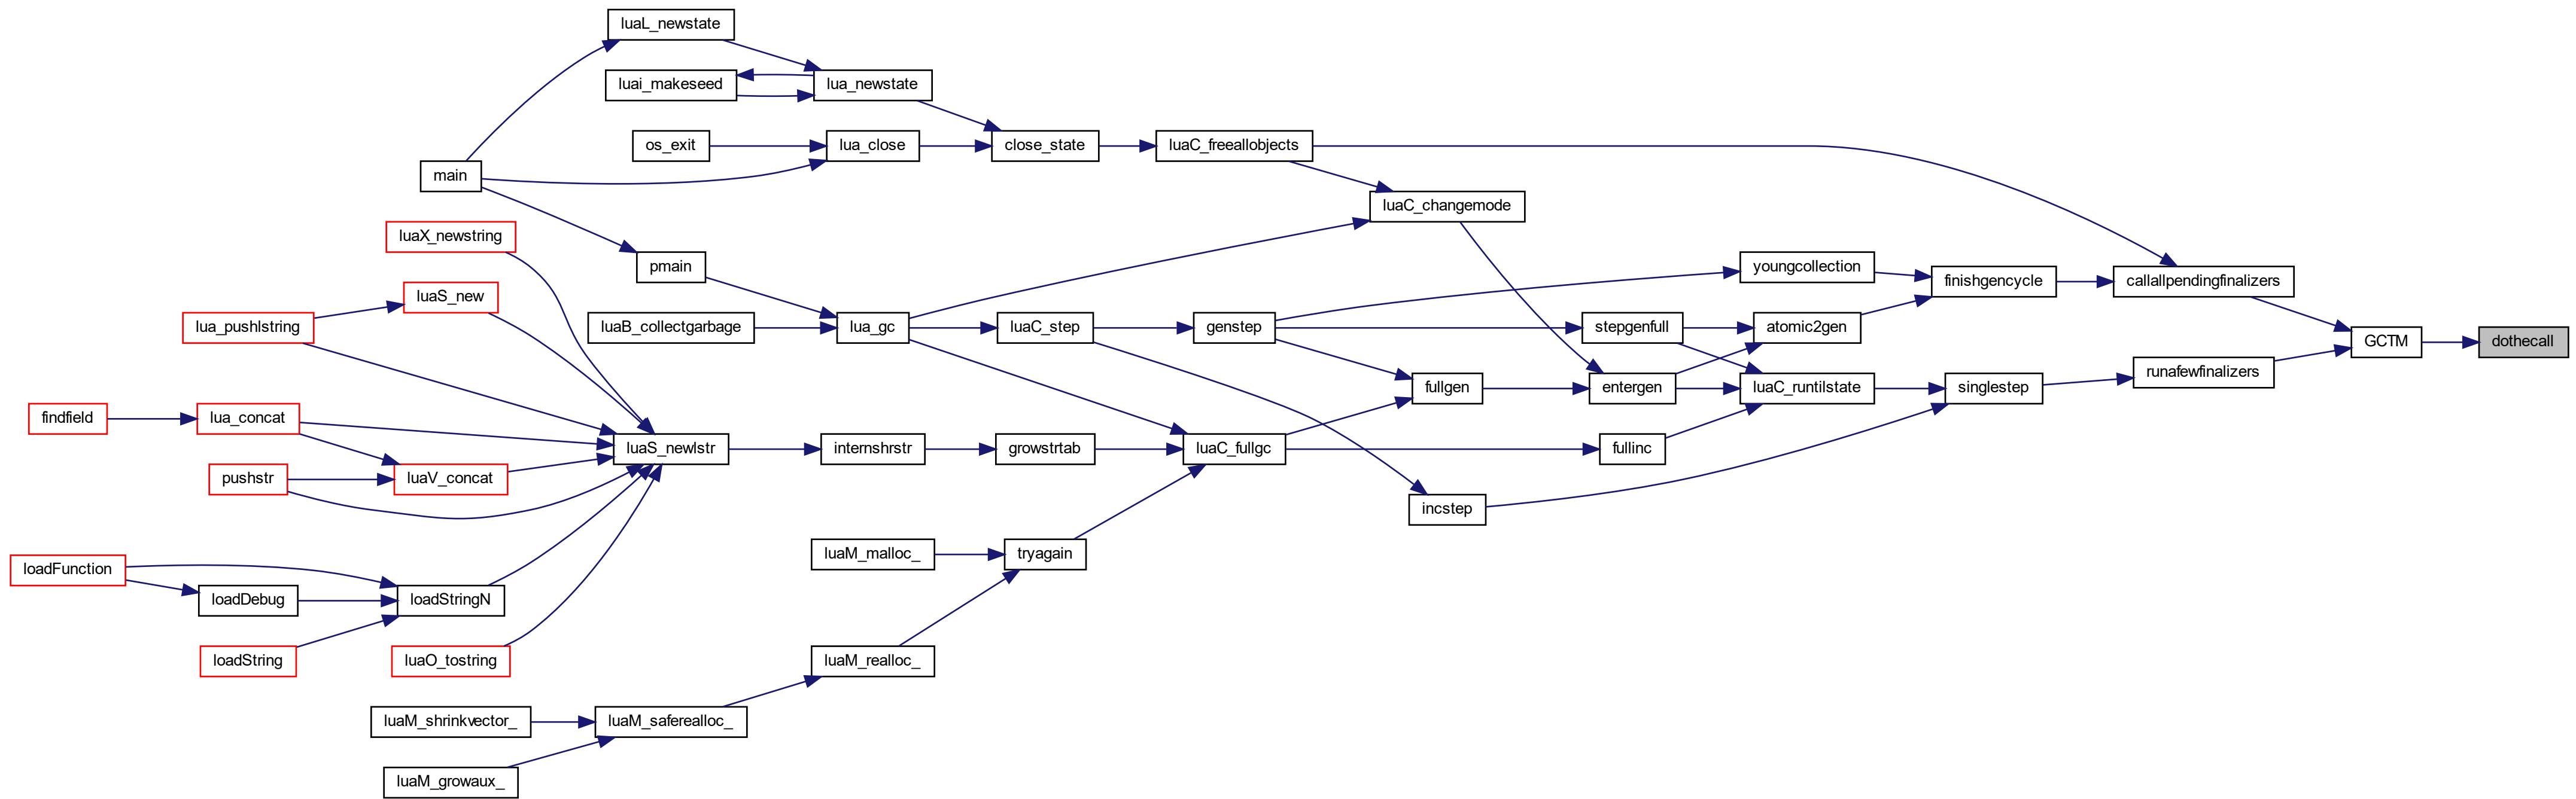 luaL_newstate
luai_makeseed
lua_newstate
os_exit
lua_close
close_state
luaC_freeallobjects
main
luaC_changemode
luaX_newstring
pmain
youngcollection
finishgencycle
callallpendingfinalizers
luaS_new
lua_pushlstring
luaB_collectgarbage
lua_gc
luaC_step
genstep
stepgenfull
atomic2gen
GCTM
dothecall
runafewfinalizers
fullgen
entergen
luaC_runtilstate
singlestep
findfield
lua_concat
luaS_newlstr
internshrstr
growstrtab
luaC_fullgc
fullinc
pushstr
luaV_concat
incstep
luaM_malloc_
tryagain
loadFunction
loadDebug
loadStringN
loadString
luaO_tostring
luaM_realloc_
luaM_shrinkvector_
luaM_saferealloc_
luaM_growaux_